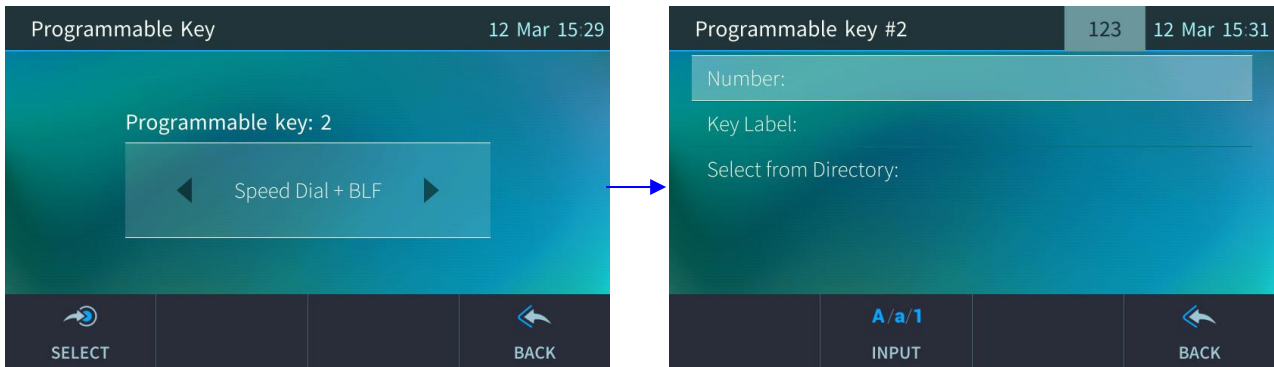 Programmable Key 12 Mar 15:29
Programmable key: 2
Speed Dial + BLF
SELECT BACK
Programmable key #2 123 12 Mar 15:31
Number:
Key Label:
Select from Directory:
A/a/1
INPUT BACK